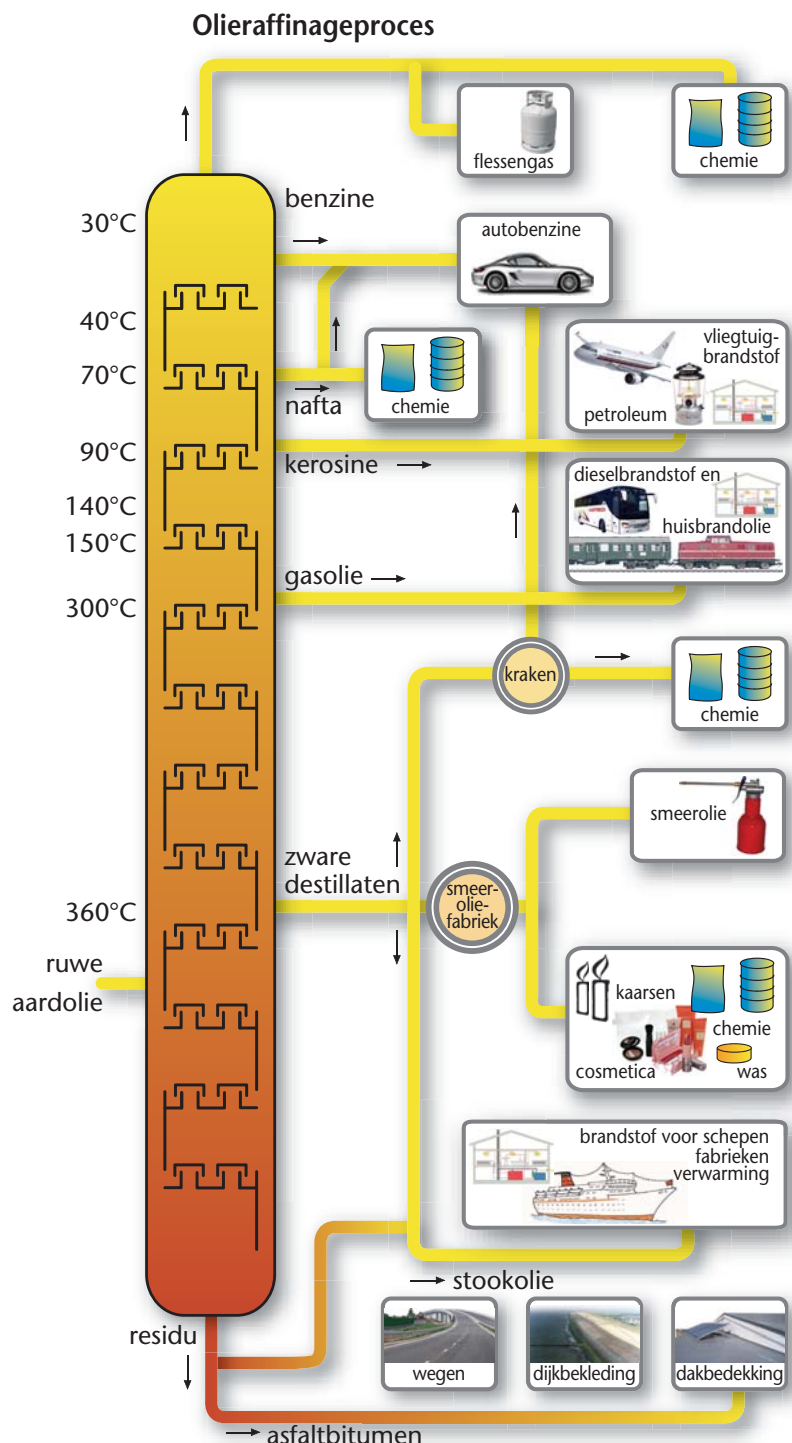 Olieraffinageproces
flessengas
chemie
benzine
30°C
autobenzine
40°C
vliegtuig-
brandstof
70°C
nafta
chemie
petroleum
90°C
kerosine
dieselbrandstof en
huisbrandolie
140°C
150°C
gasolie
300°C
kraken
chemie
smeerolie
zware
destillaten
smeer-
olie-
fabriek
360°C
ruwe
aardolie
kaarsen
chemie
cosmetica
was
brandstof voor schepen
fabrieken
verwarming
stookolie
residu
wegen
dijkbekleding
dakbedekking
asfaltbitumen